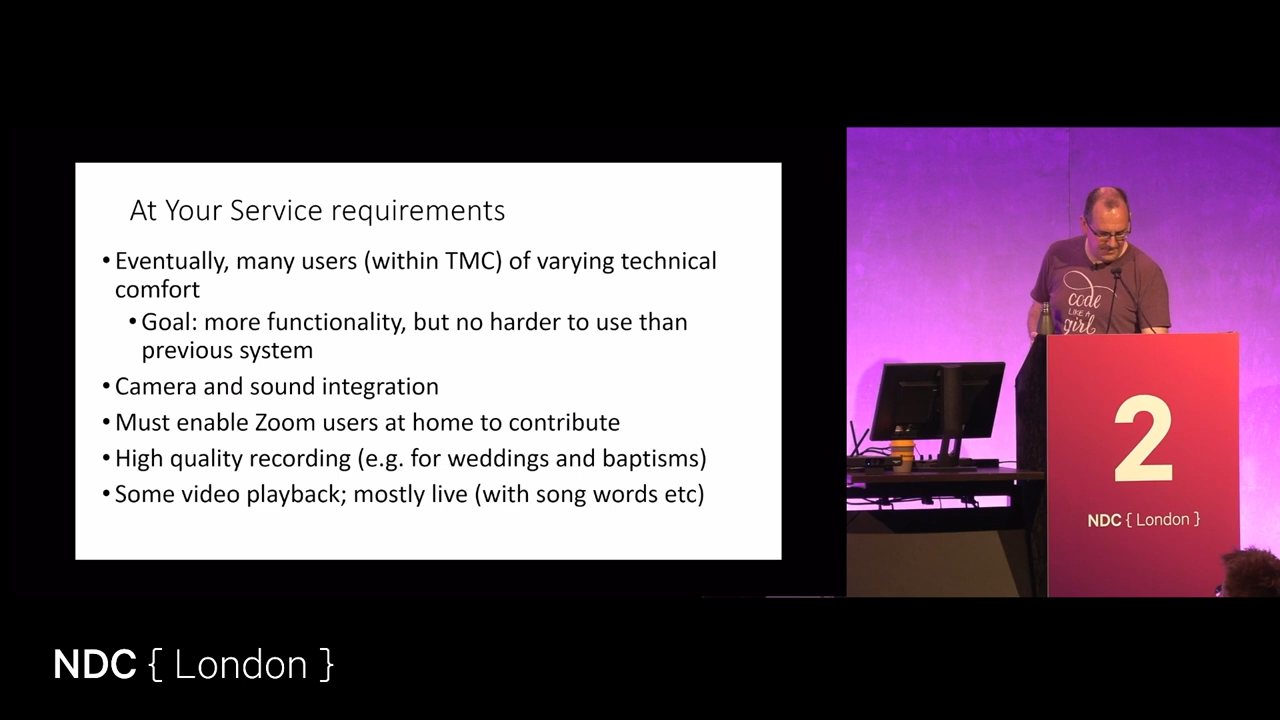 At Your Service requirements
•Eventually, many users (within TMC) of varying technical
comfort
•Goal: more functionality, but no harder to use than
previous system
•Camera and sound integration
•Must enable Zoom users at home to contribute
•High quality recording (e.g. for weddings and baptisms)
•Some video playback; mostly live (with song words etc)
code
LIKE A
girl
2
NDC { London }
NDC { London }